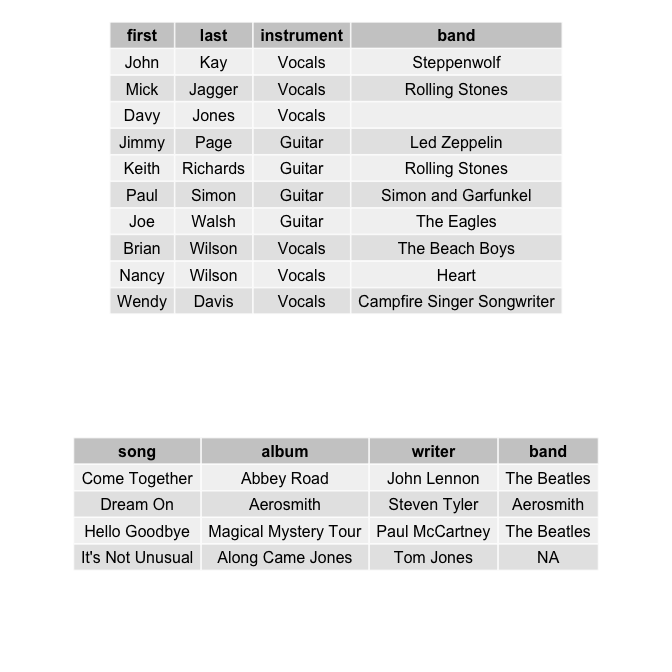 first last instrument band
John Kay Vocals Steppenwolf
Mick Jagger Vocals Rolling Stones
Davy Jones Vocals
Jimmy Page Guitar Led Zeppelin
Keith Richards Guitar Rolling Stones
Paul Simon Guitar Simon and Garfunkel
Joe Walsh Guitar The Eagles
Brian Wilson Vocals The Beach Boys
Nancy Wilson Vocals Heart
Wendy Davis Vocals Campfire Singer Songwriter
song album writer band
Come Together Abbey Road John Lennon The Beatles
Dream On Aerosmith Steven Tyler Aerosmith
Hello Goodbye Magical Mystery Tour Paul McCartney The Beatles
It's Not Unusual Along Came Jones Tom Jones NA